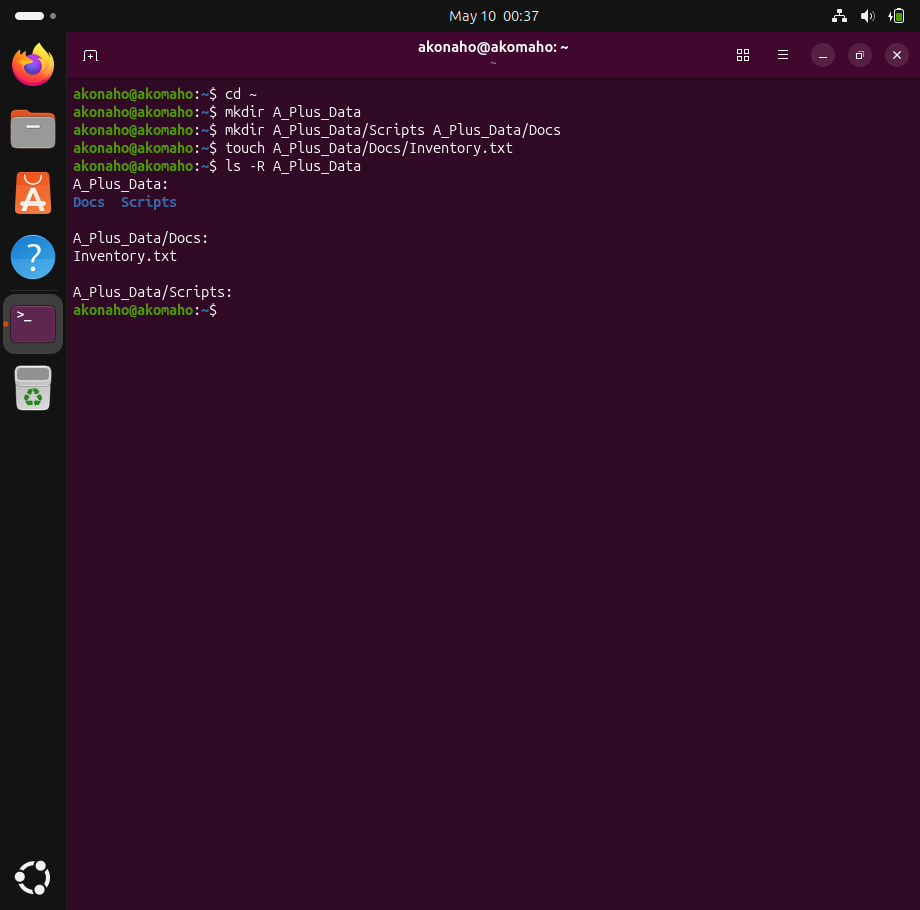 May 10 00:37
akonaho@akomaho: ~
~
akonaho@akomaho:~$ cd ~
akonaho@akomaho:~$ mkdir A_Plus_Data
akonaho@akomaho:~$ mkdir A_Plus_Data/Scripts A_Plus_Data/Docs
akonaho@akomaho:~$ touch A_Plus_Data/Docs/Inventory.txt
akonaho@akomaho:~$ ls -R A_Plus_Data
A_Plus_Data:
Docs  Scripts

A_Plus_Data/Docs:
Inventory.txt

A_Plus_Data/Scripts:
akonaho@akomaho:~$